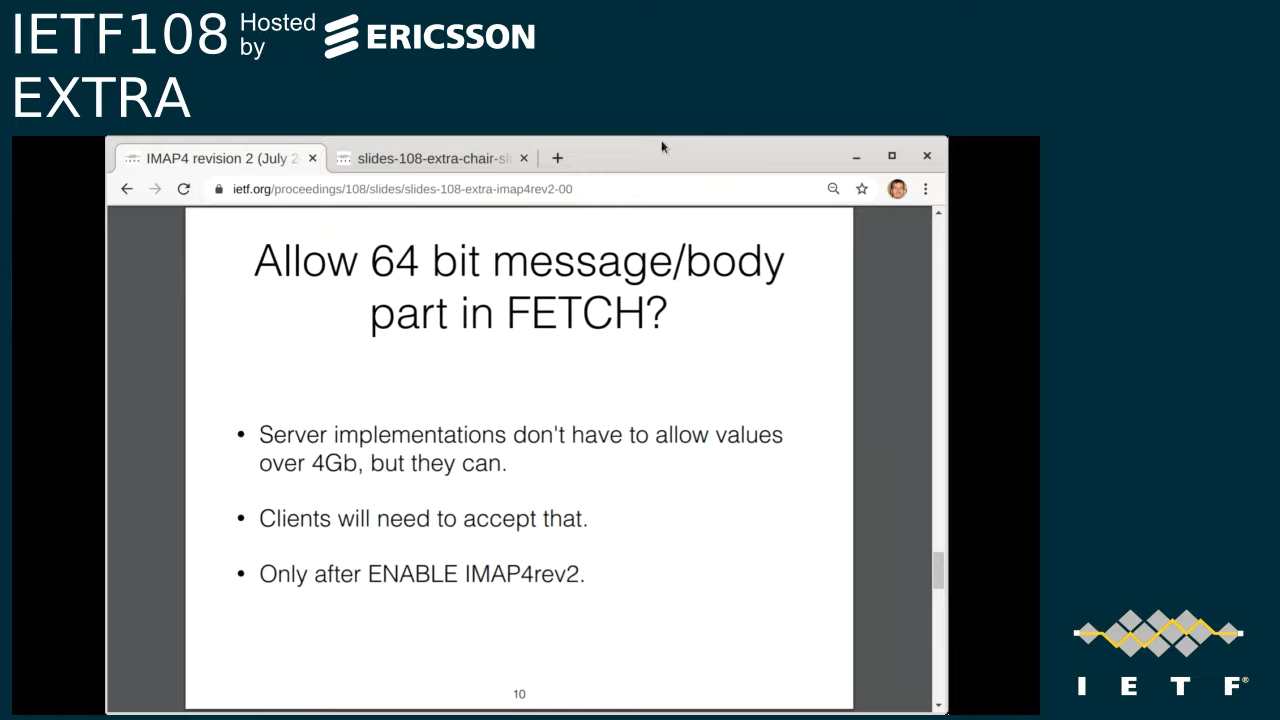 IETF108 Hosted by ERICSSON
EXTRA
IMAP4 revision 2 (July 2
slides-108-extra-chair-sl
ietf.org/proceedings/108/slides/slides-108-extra-imap4rev2-00
Allow 64 bit message/body
part in FETCH?
• Server implementations don't have to allow values
over 4Gb, but they can.
• Clients will need to accept that.
• Only after ENABLE IMAP4rev2.
10
I E T F®